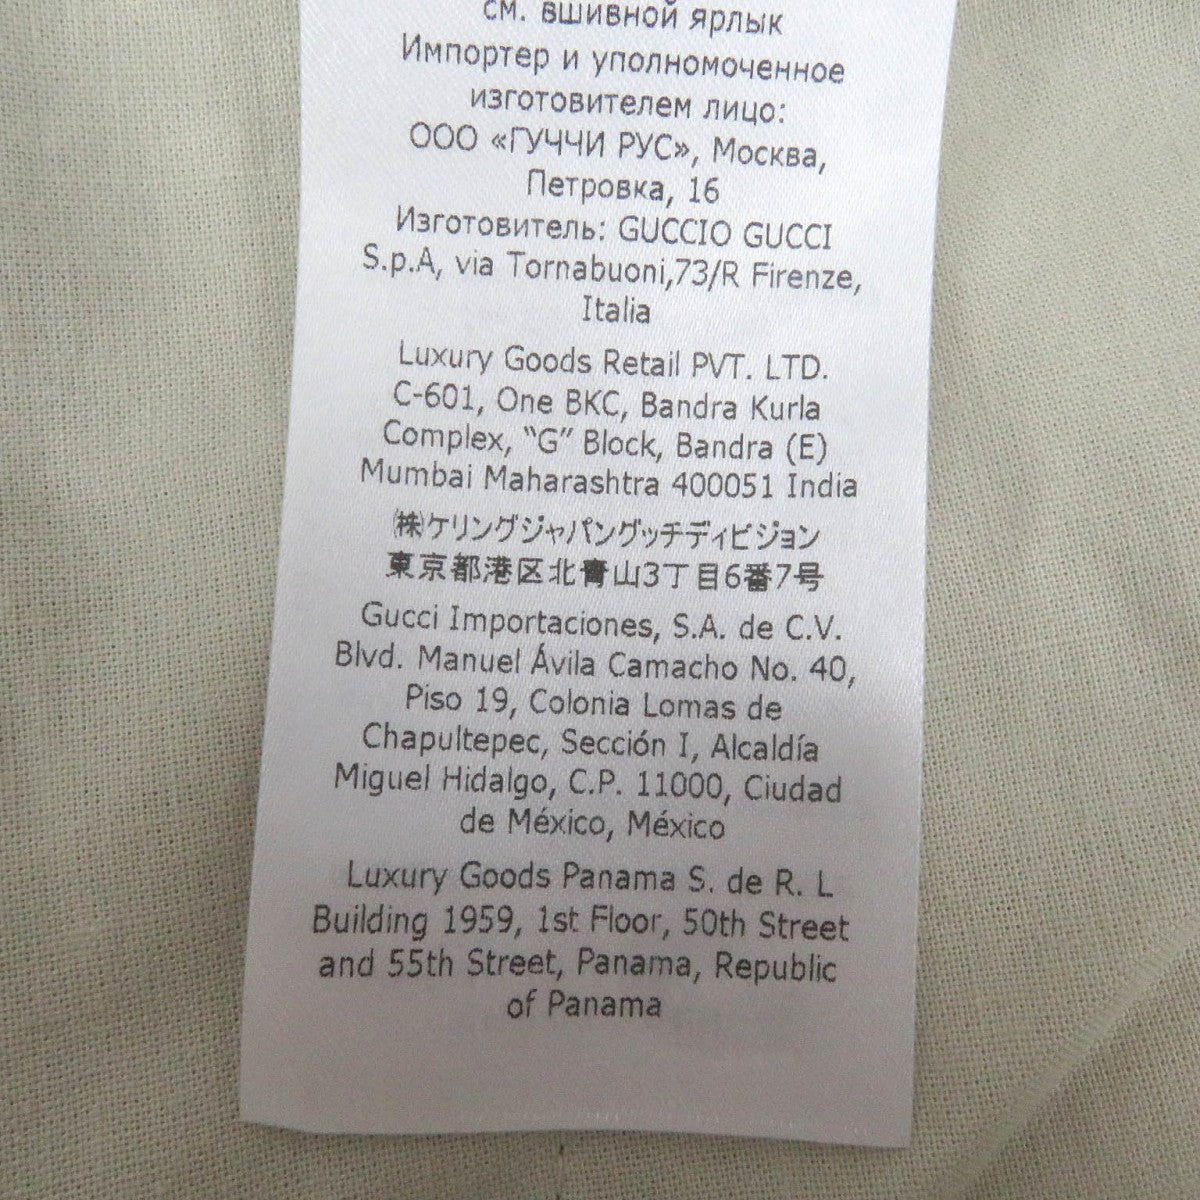 см. вшивной ярлык
Импортер и уполномоченное
изготовителем лицо:
ООО «ГУЧЧИ РУС», Москва,
Петровка, 16
Изготовитель: GUCCIO GUCCI
S.p.A, via Tornabuoni,73/R Firenze,
Italia
Luxury Goods Retail PVT. LTD.
C-601, One BKC, Bandra Kurla
Complex, “G” Block, Bandra (E)
Mumbai Maharashtra 400051 India
㈱ケリングジャパングッチディビジョン
東京都港区北青山3丁目6番7号
Gucci Importaciones, S.A. de C.V.
Blvd. Manuel Ávila Camacho No. 40,
Piso 19, Colonia Lomas de
Chapultepec, Sección I, Alcaldía
Miguel Hidalgo, C.P. 11000, Ciudad
de México, México
Luxury Goods Panama S. de R. L
Building 1959, 1st Floor, 50th Street
and 55th Street, Panama, Republic
of Panama